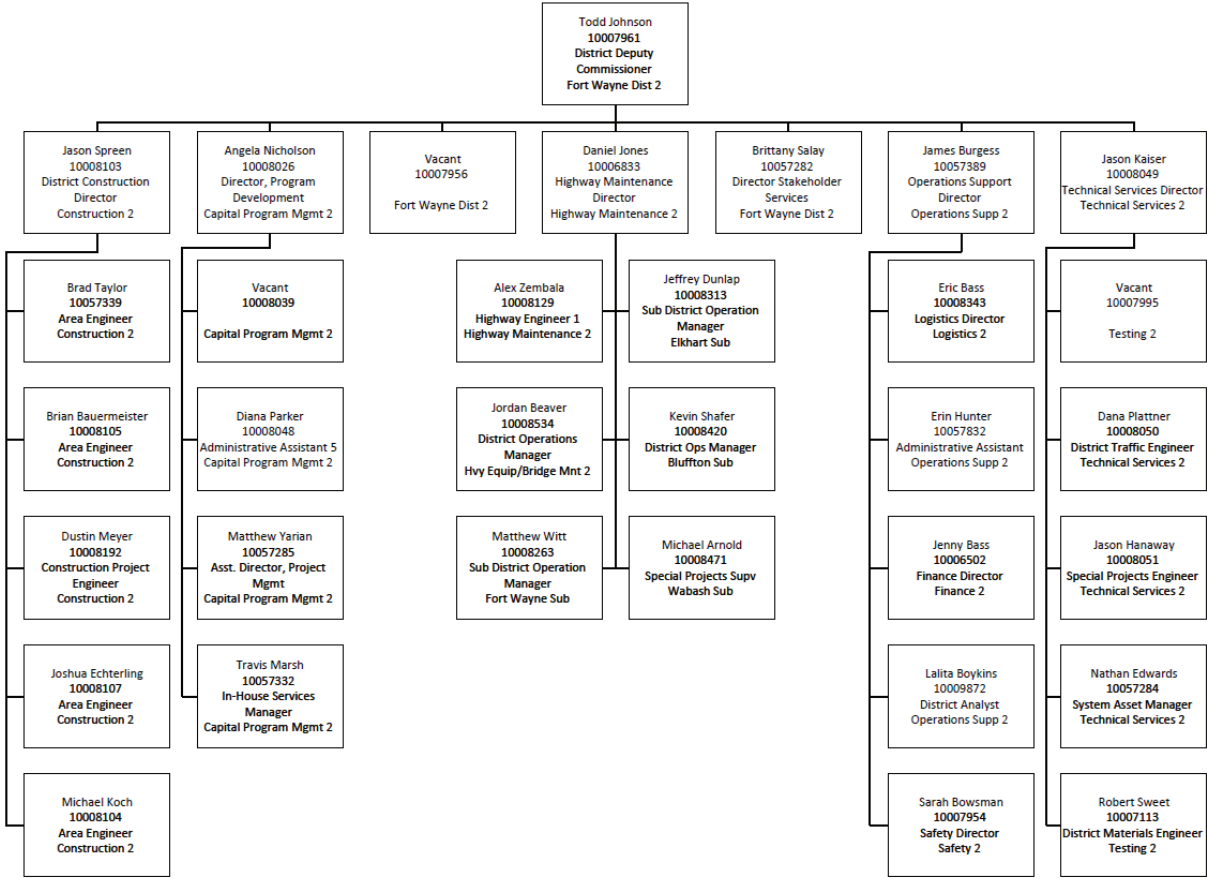 Todd Johnson
10007961
District Deputy
Commissioner
Fort Wayne Dist 2
Jason Spreen
10008103
District Construction
Director
Construction 2
Angela Nicholson
10008026
Director, Program
Development
Capital Program Mgmt 2
Vacant
10007956
Fort Wayne Dist 2
Daniel Jones
10006833
Highway Maintenance
Director
Highway Maintenance 2
Brittany Salay
10057282
Director Stakeholder
Services
Fort Wayne Dist 2
James Burgess
10057389
Operations Support
Director
Operations Supp 2
Jason Kaiser
10008049
Technical Services Director
Technical Services 2
Brad Taylor
10057339
Area Engineer
Construction 2
Vacant
10008039
Capital Program Mgmt 2
Alex Zembala
10008129
Highway Engineer 1
Highway Maintenance 2
Jeffrey Dunlap
10008313
Sub District Operation
Manager
Elkhart Sub
Eric Bass
10008343
Logistics Director
Logistics 2
Vacant
10007995
Testing 2
Brian Bauermeister
10008105
Area Engineer
Construction 2
Diana Parker
10008048
Administrative Assistant 5
Capital Program Mgmt 2
Jordan Beaver
10008534
District Operations
Manager
Hvy Equip/Bridge Mnt 2
Kevin Shafer
10008420
District Ops Manager
Bluffton Sub
Erin Hunter
10057832
Administrative Assistant
Operations Supp 2
Dana Plattner
10008050
District Traffic Engineer
Technical Services 2
Dustin Meyer
10008192
Construction Project
Engineer
Construction 2
Matthew Yarian
10057285
Asst. Director, Project
Mgmt
Capital Program Mgmt 2
Matthew Witt
10008263
Sub District Operation
Manager
Fort Wayne Sub
Michael Arnold
10008471
Special Projects Supv
Wabash Sub
Jenny Bass
10006502
Finance Director
Finance 2
Jason Hanaway
10008051
Special Projects Engineer
Technical Services 2
Joshua Echterling
10008107
Area Engineer
Construction 2
Travis Marsh
10057332
In-House Services
Manager
Capital Program Mgmt 2
Lalita Boykins
10009872
District Analyst
Operations Supp 2
Nathan Edwards
10057284
System Asset Manager
Technical Services 2
Michael Koch
10008104
Area Engineer
Construction 2
Sarah Bowsman
10007954
Safety Director
Safety 2
Robert Sweet
10007113
District Materials Engineer
Testing 2